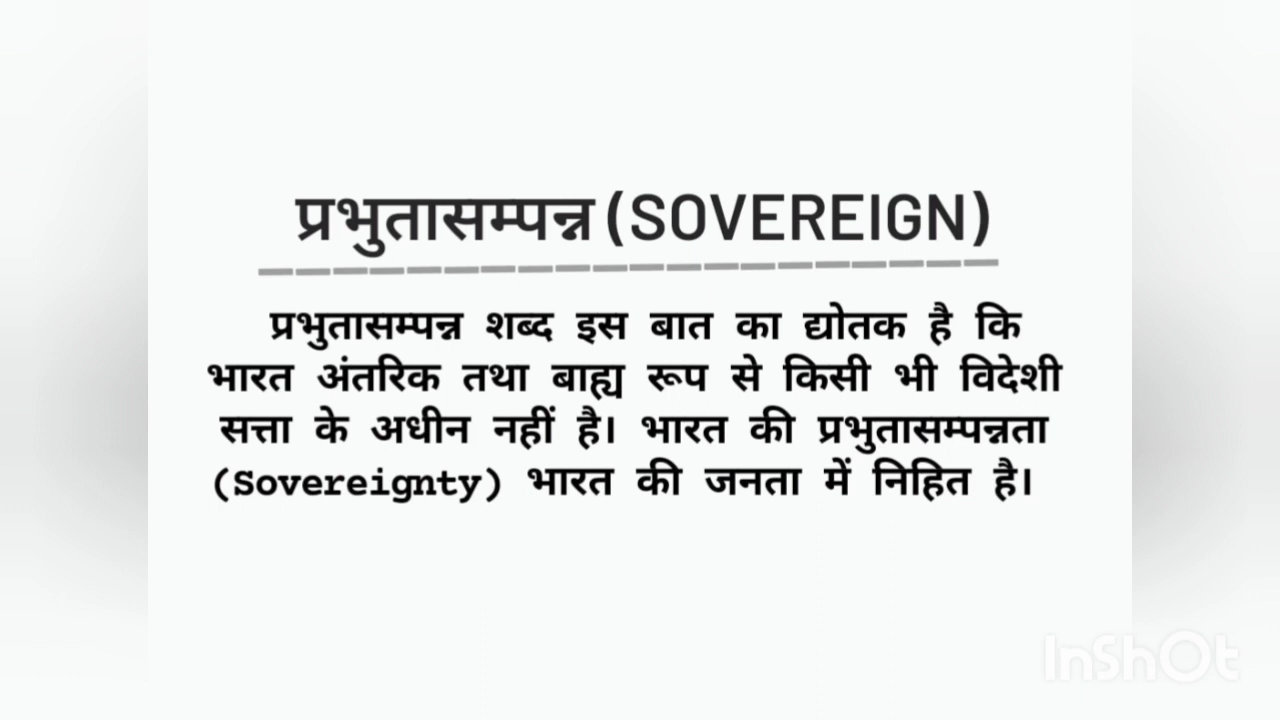 प्रभुतासम्पन्न (SOVEREIGN)
प्रभुतासम्पन्न शब्द इस बात का द्योतक है कि
भारत अंतरिक तथा बाह्य रूप से किसी भी विदेशी
सत्ता के अधीन नहीं है। भारत की प्रभुतासम्पन्नता
(Sovereignty) भारत की जनता में निहित है।
InShOt